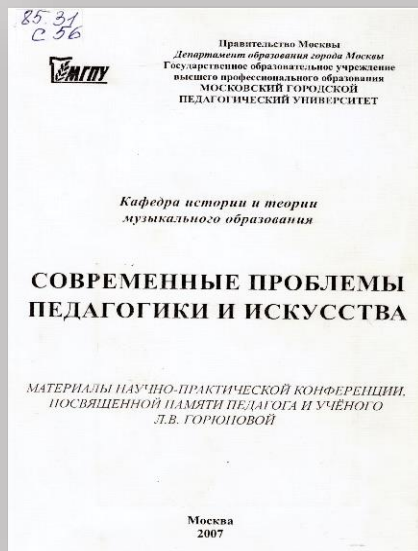 85.31
С 56
МГПУ
Правительство Москвы
Департамент образования города Москвы
Государственное образовательное учреждение
высшего профессионального образования
МОСКОВСКИЙ ГОРОДСКОЙ
ПЕДАГОГИЧЕСКИЙ УНИВЕРСИТЕТ
Кафедра истории и теории
музыкального образования
СОВРЕМЕННЫЕ ПРОБЛЕМЫ
ПЕДАГОГИКИ И ИСКУССТВА
МАТЕРИАЛЫ НАУЧНО-ПРАКТИЧЕСКОЙ КОНФЕРЕНЦИИ,
ПОСВЯЩЕННОЙ ПАМЯТИ ПЕДАГОГА И УЧЁНОГО
Л.В. ГОРЮНОВОЙ
Москва
2007